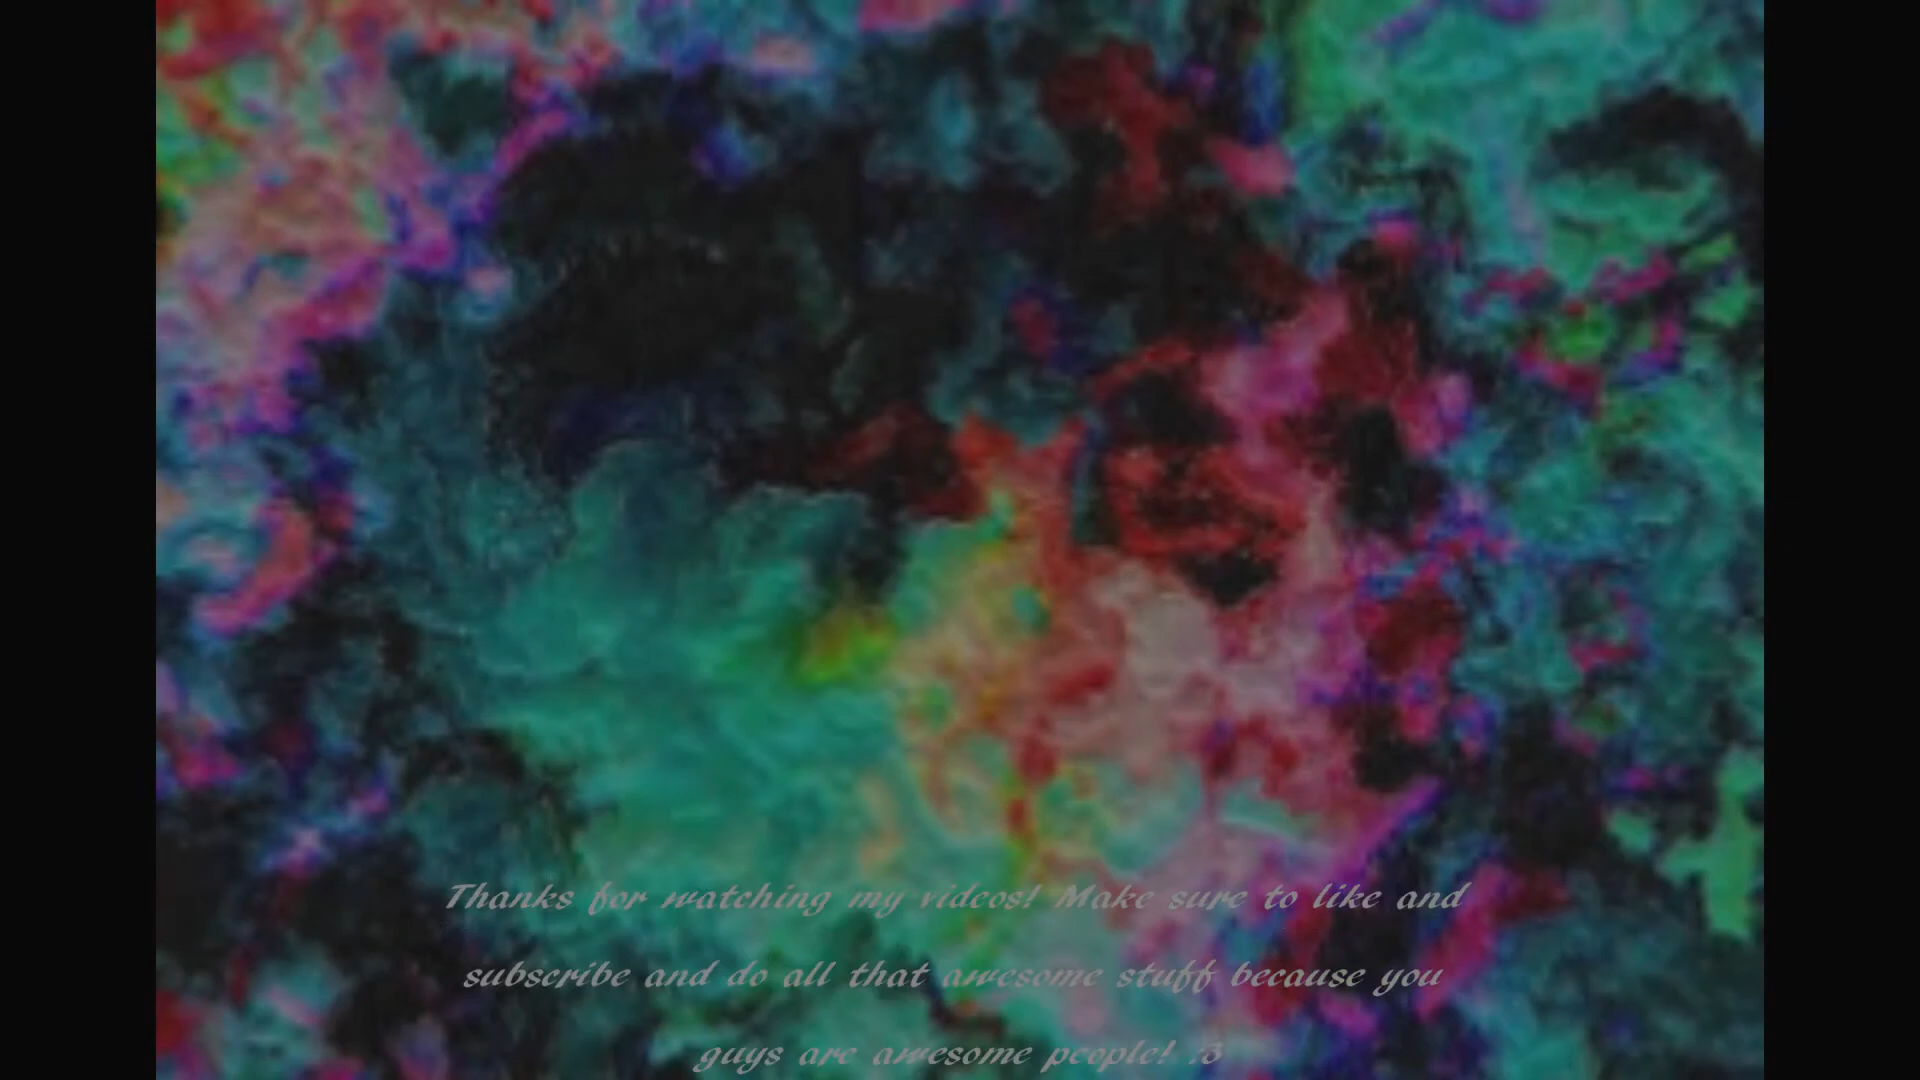 Thanks for watching my videos! Make sure to like and
subscribe and do all that awesome stuff because you
guys are awesome people! :3